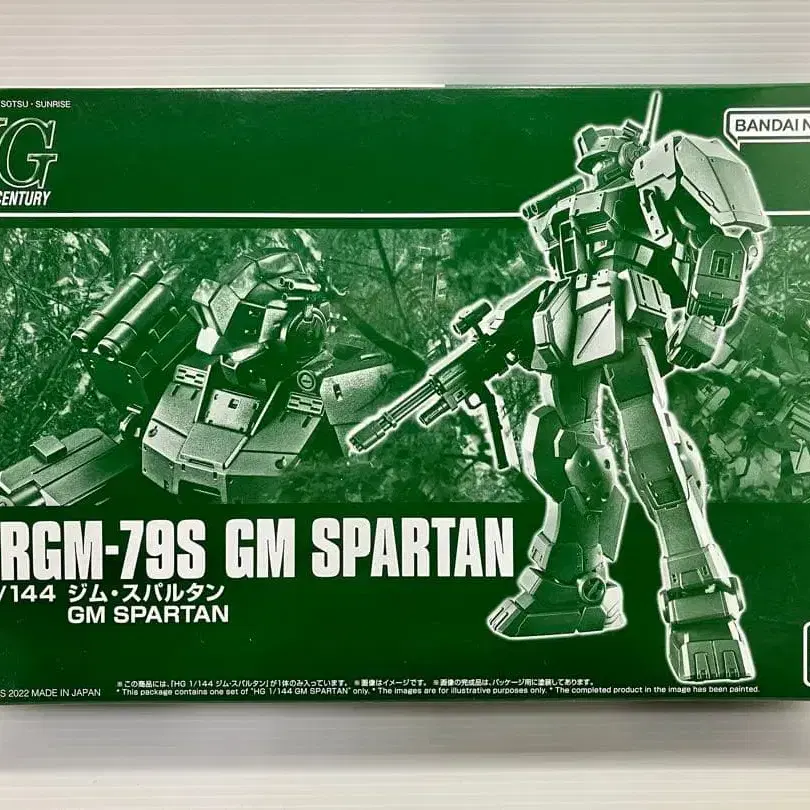 SOTSU・SUNRISE
HG
CENTURY
BANDAI N
RGM-79S GM SPARTAN
/144 ジム・スパルタン
GM SPARTAN
※この商品には、「HG 1/144 ジム・スパルタン」が1体のみ入っています。 ※画像はイメージです。 ※画像の完成品は、パッケージ用に塗装してあります。
* This package contains one set of "HG 1/144 GM SPARTAN" only. * The images are for illustrative purposes only. * The completed product in the image has been painted.
S 2022 MADE IN JAPAN